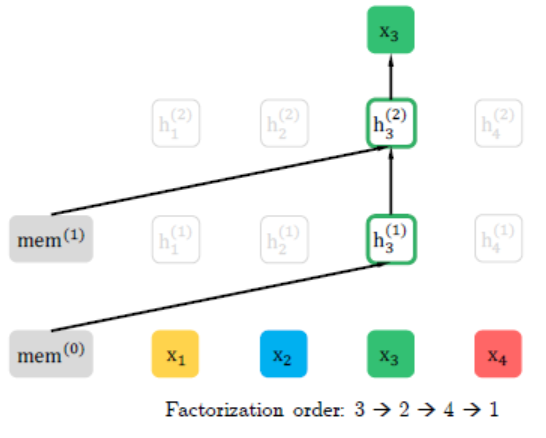 x₃
h₁⁽²⁾ h₂⁽²⁾ h₃⁽²⁾ h₄⁽²⁾
mem⁽¹⁾ h₁⁽¹⁾ h₂⁽¹⁾ h₃⁽¹⁾ h₄⁽¹⁾
mem⁽⁰⁾ x₁ x₂ x₃ x₄
Factorization order: 3 → 2 → 4 → 1